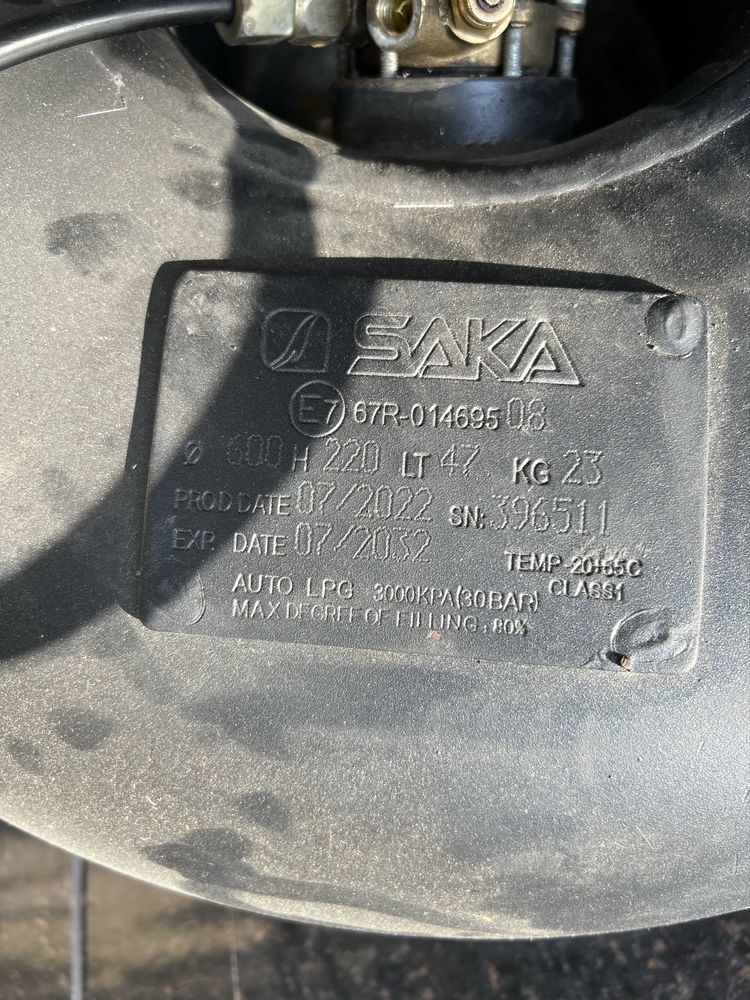 SAKA
E7 67R-014695 08
Ø 600 H 220 LT 47 KG 23
PROD DATE 07/2022 SN: 396511
EXP. DATE 07/2032
TEMP -20+65C
AUTO LPG 3000KPA(30BAR) CLASS1
MAX DEGREE OF FILLING: 80%